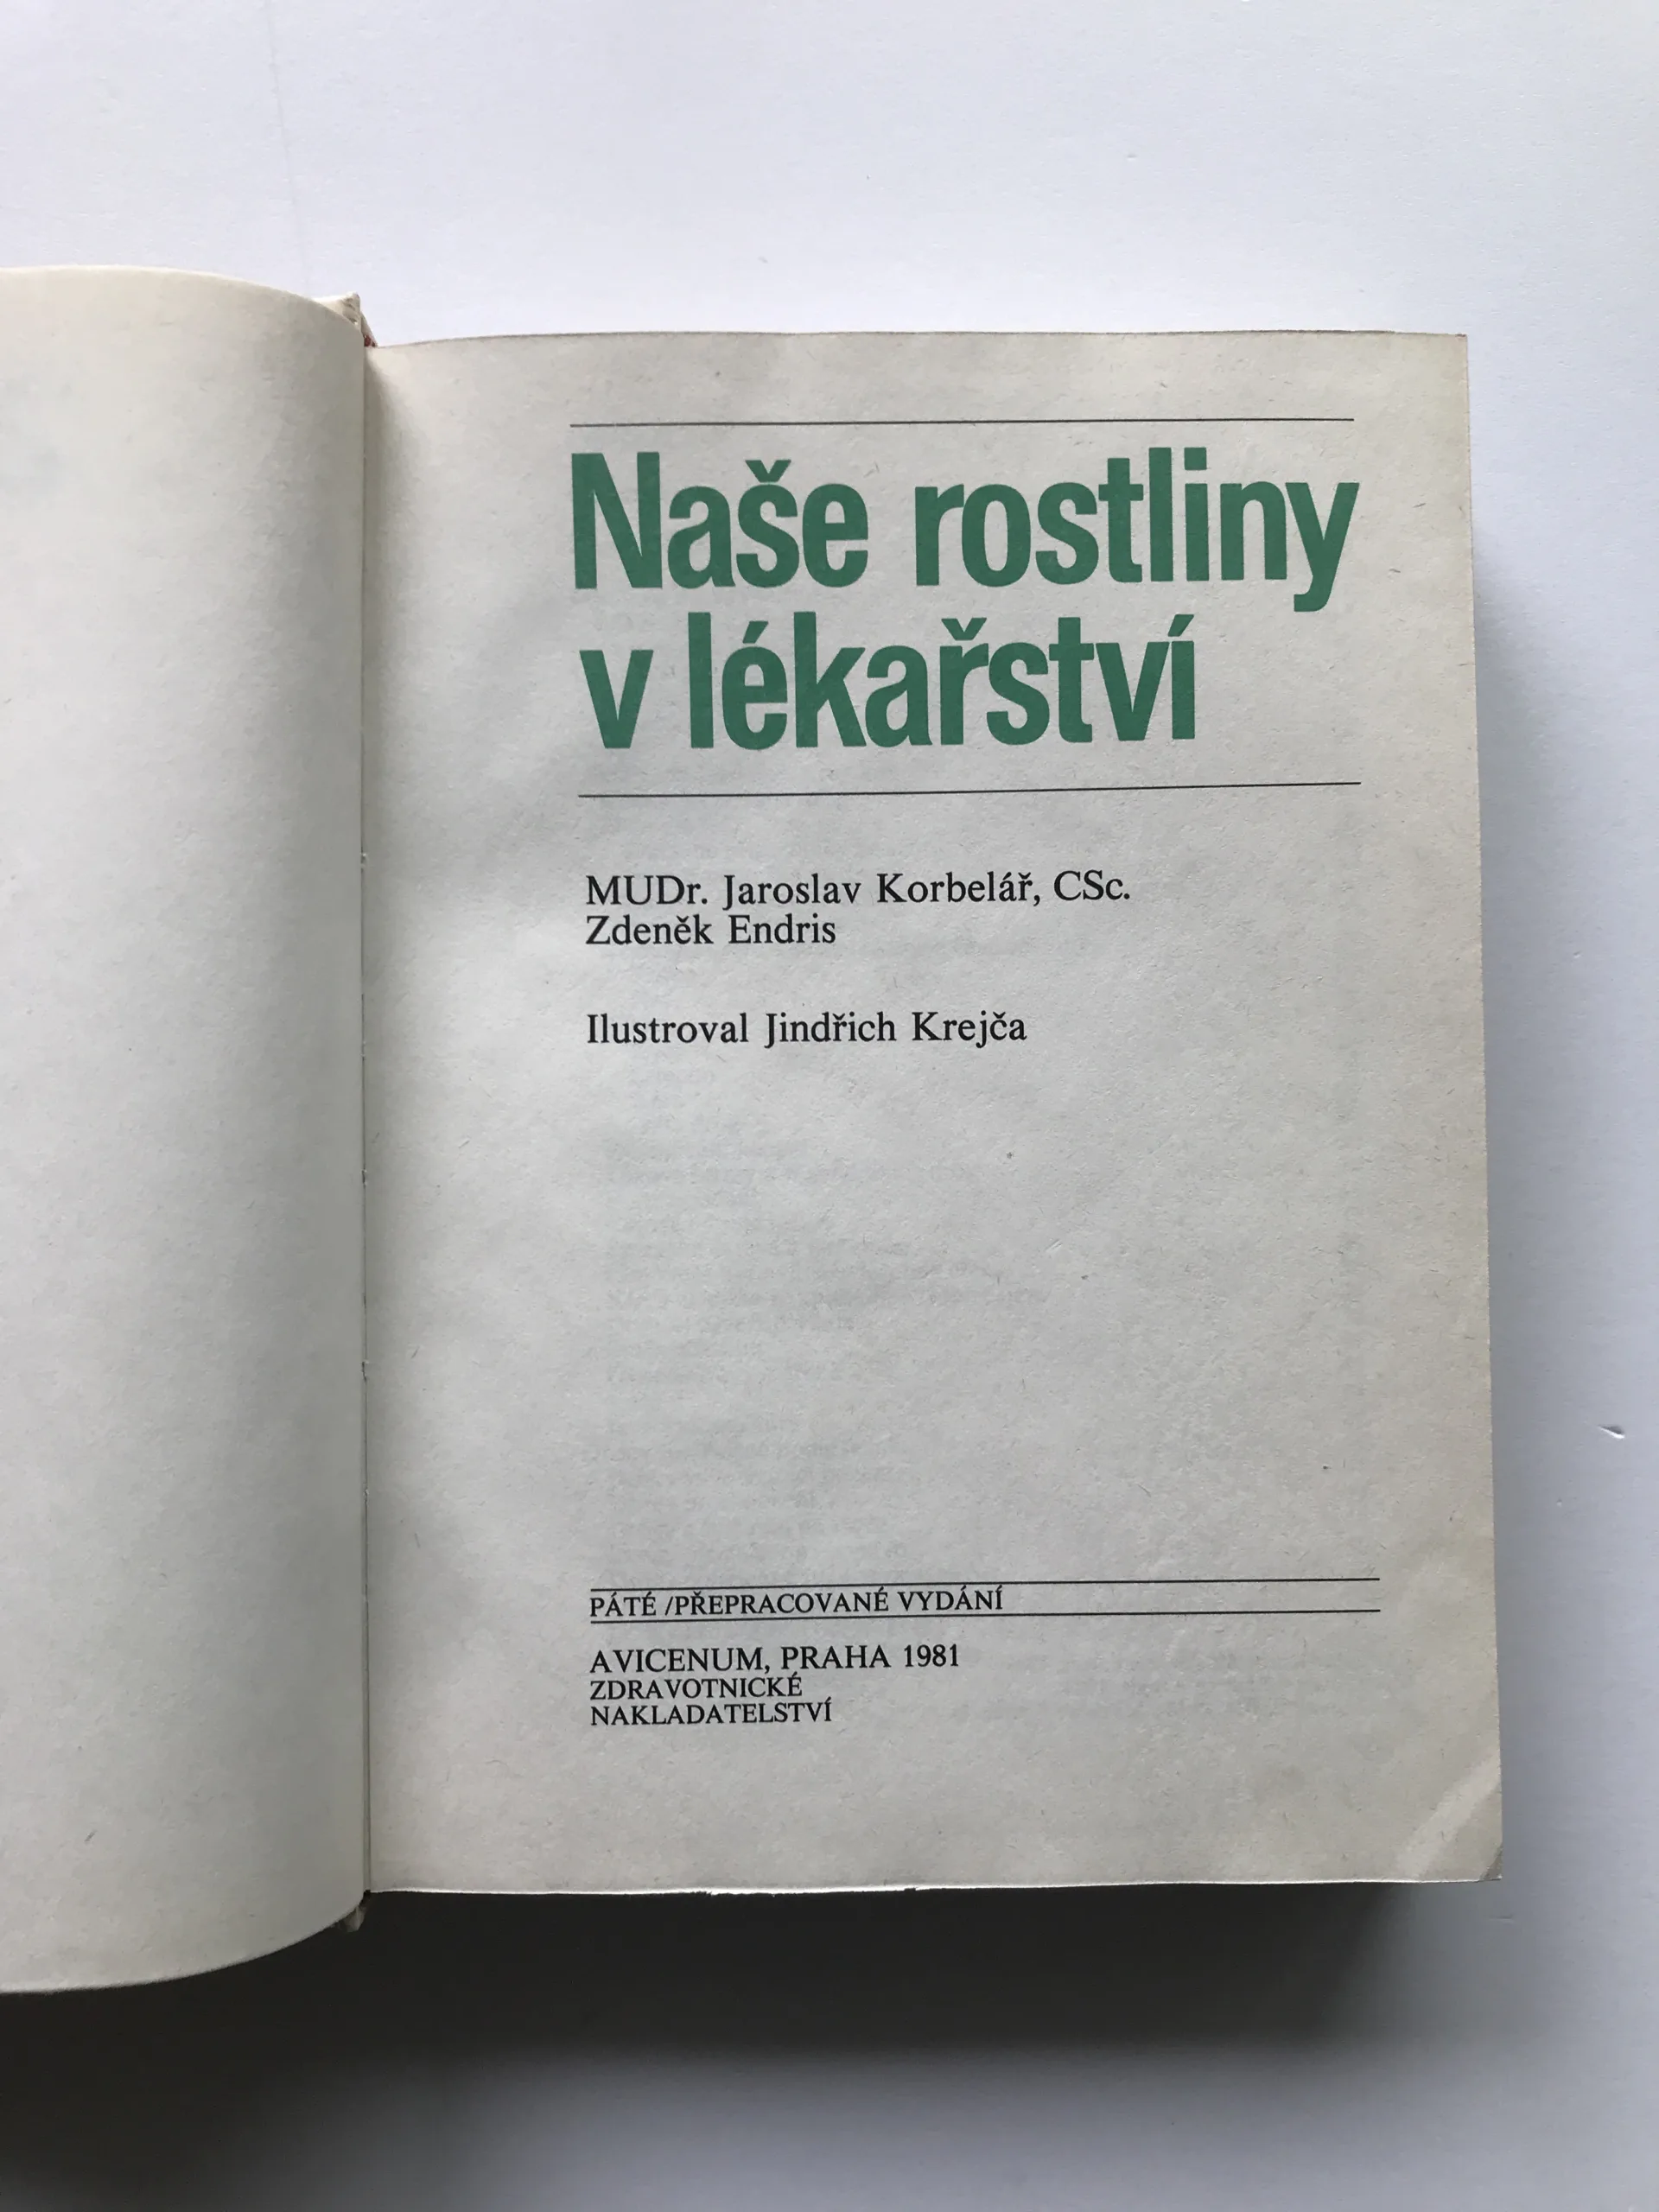 Naše rostliny
v lékařství
MUDr. Jaroslav Korbelář, CSc.
Zdeněk Endris
Ilustroval Jindřich Krejča
PÁTÉ /PŘEPRACOVANÉ VYDÁNÍ
AVICENUM, PRAHA 1981
ZDRAVOTNICKÉ
NAKLADATELSTVÍ